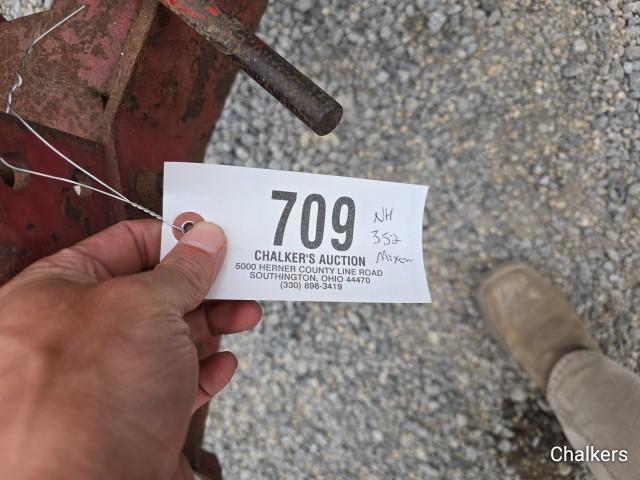 709
NH
352
Mixer
CHALKER'S AUCTION
5000 HERNER COUNTY LINE ROAD
SOUTHINGTON, OHIO 44470
(330) 898-3419
Chalkers